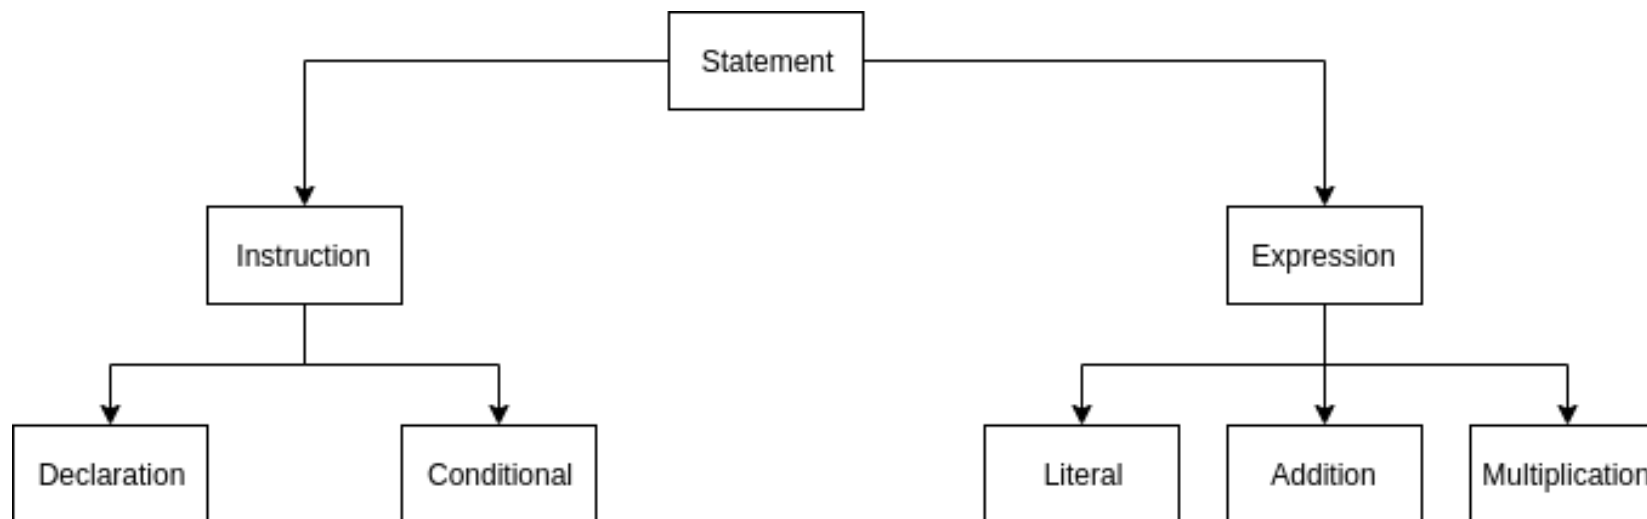 Statement
Instruction
Expression
Declaration
Conditional
Literal
Addition
Multiplication